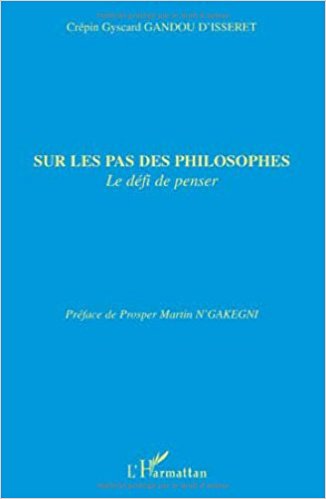 Crépin Gyscard GANDOU D'ISSERET
SUR LES PAS DES PHILOSOPHES
Le défi de penser
Préface de Prosper Martin N'GAKEGNI
L'Harmattan